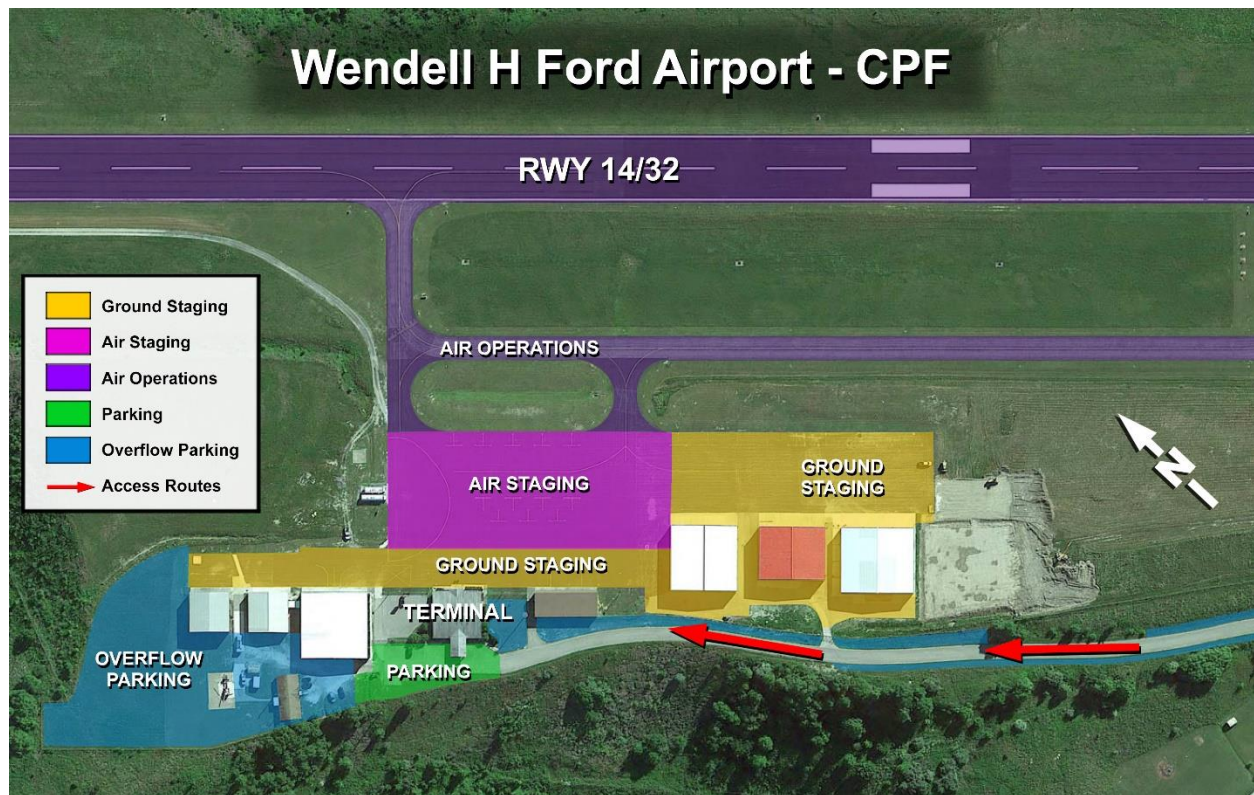 Wendell H Ford Airport - CPF
RWY 14/32
AIR OPERATIONS
Ground Staging
Air Staging
Air Operations
Parking
Overflow Parking
Access Routes
N
AIR STAGING
GROUND
STAGING
GROUND STAGING
TERMINAL
OVERFLOW
PARKING
PARKING